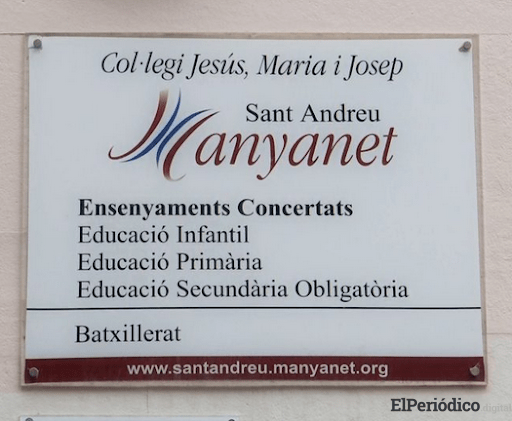 Col·legi Jesús, Maria i Josep
Sant Andreu
Manyanet
Ensenyaments Concertats
Educació Infantil
Educació Primària
Educació Secundària Obligatòria
Batxillerat
www.santandreu.manyanet.org
ElPeriódico digital